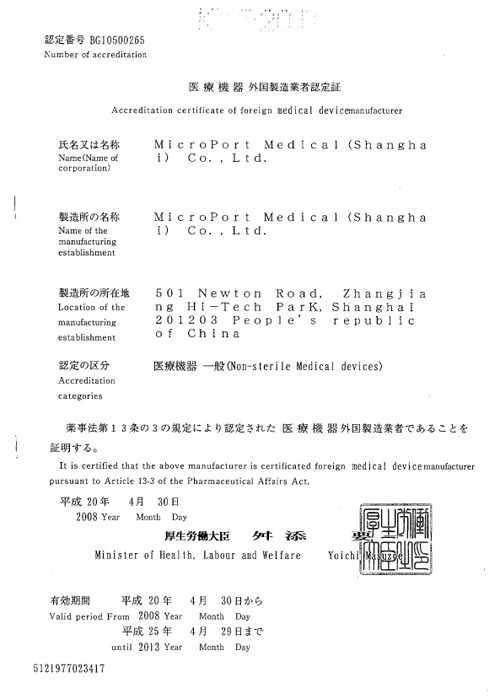 認定番号 BG10500265
Number of accreditation
医療機器外国製造業者認定証
Accreditation certificate of foreign medical devicemanufacturer
氏名又は名称 MicroPort Medical (Shangha
Name(Name of i) Co., Ltd.
corporation)
製造所の名称 MicroPort Medical (Shangha
Name of the i) Co., Ltd.
manufacturing
establishment
製造所の所在地 501 Newton Road, Zhangjia
Location of the ng Hi-Tech ParK, Shanghai
manufacturing 201203 People's republic
establishment of China
認定の区分 医療機器 一般(Non-sterile Medical devices)
Accreditation
categories
薬事法第13条の3の規定により認定された 医療機器外国製造業者であることを
証明する。
It is certified that the above manufacturer is certificated foreign medical device manufacturer
pursuant to Article 13-3 of the Pharmaceutical Affairs Act.
平成 20年 4月 30日
2008 Year Month Day
厚生労働大臣 舛添 要
Minister of Health, Labour and Welfare Yoichi Masuzoe
有効期間 平成 20年 4月 30日から
Valid period From 2008 Year Month Day
平成 25年 4月 29日まで
until 2013 Year Month Day
5121977023417